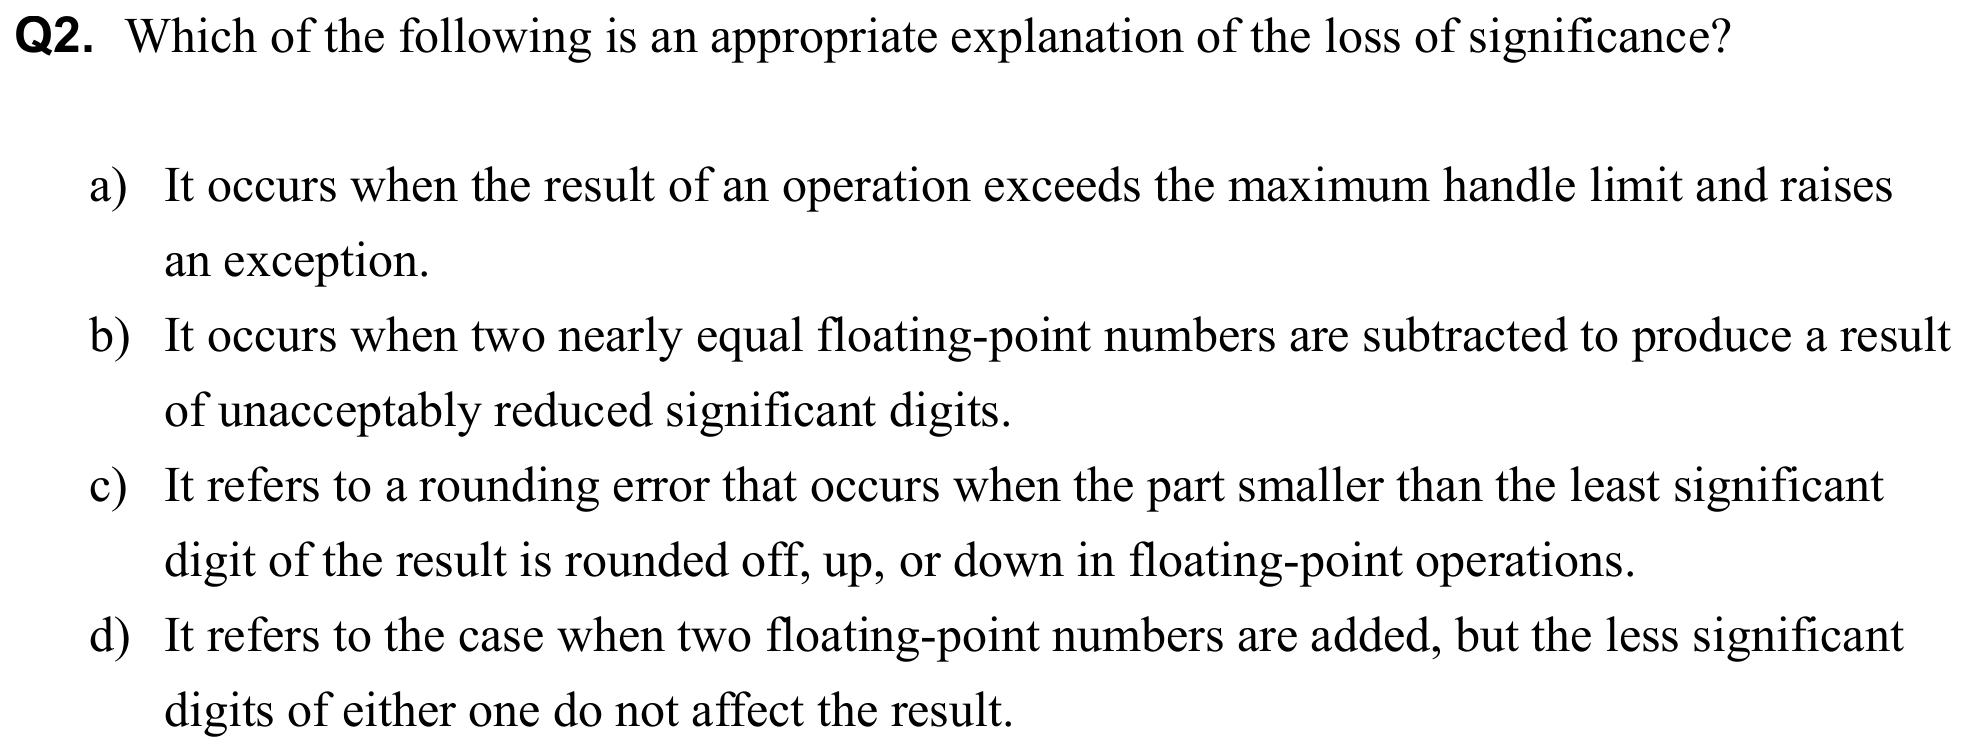 Q2. Which of the following is an appropriate explanation of the loss of significance?
a) It occurs when the result of an operation exceeds the maximum handle limit and raises
an exception.
b) It occurs when two nearly equal floating-point numbers are subtracted to produce a result
of unacceptably reduced significant digits.
c) It refers to a rounding error that occurs when the part smaller than the least significant
digit of the result is rounded off, up, or down in floating-point operations.
d) It refers to the case when two floating-point numbers are added, but the less significant
digits of either one do not affect the result.